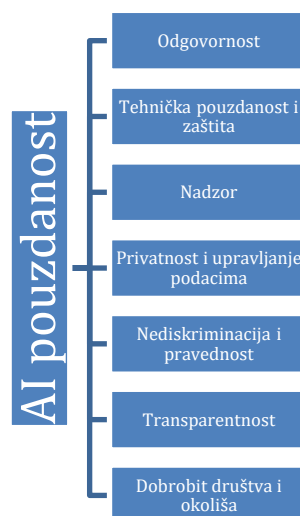 AI pouzdanost
Odgovornost
Tehnička pouzdanost i
zaštita
Nadzor
Privatnost i upravljanje
podacima
Nediskriminacija i
pravednost
Transparentnost
Dobrobit društva i
okoliša